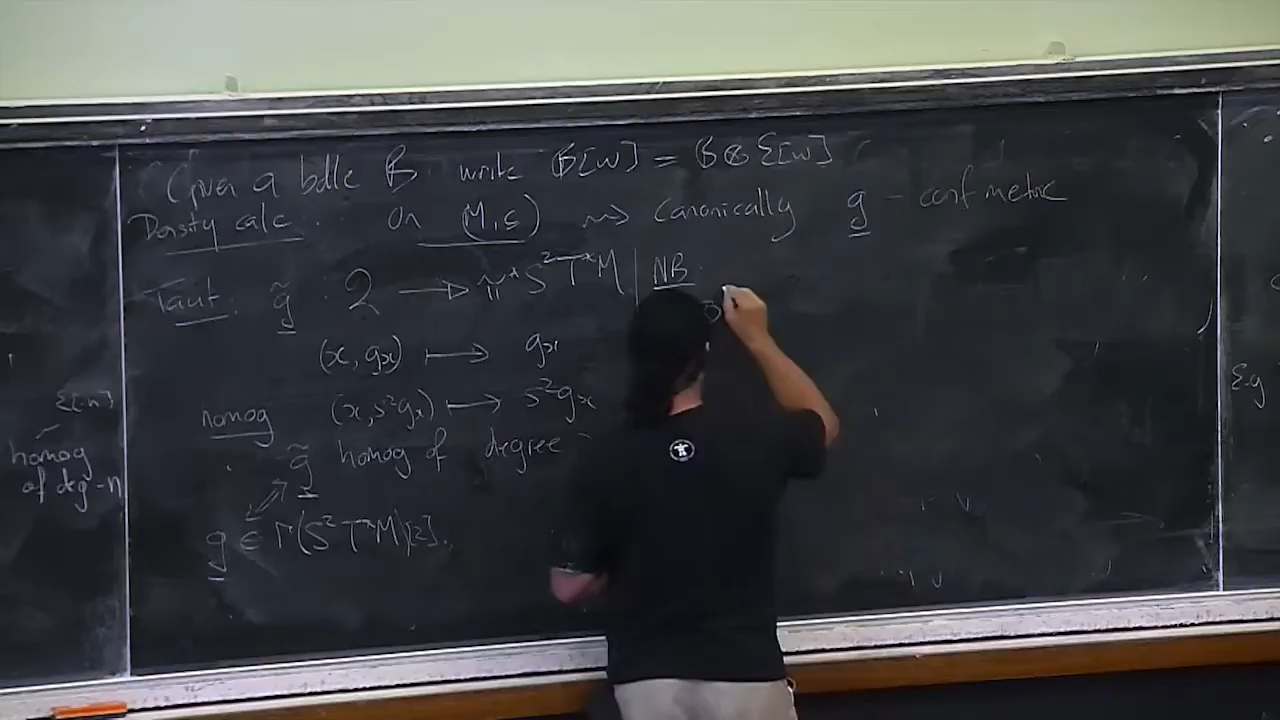 Given a bdle B write B[w] = B⊗Ɛ[w]
Density calc. On (M,c) ⇝ Canonically g - conf metric
Taut. g̃ : Q → π*S²T*M
(x, gₓ) ↦ gₓ
homog (x, s²gₓ) ↦ s²gₓ
g̃ homog of degree
g ∈ Γ(S²T*M)[2].
NB.
Ɛ[-n]
homog
of deg -n
Ɛ.g